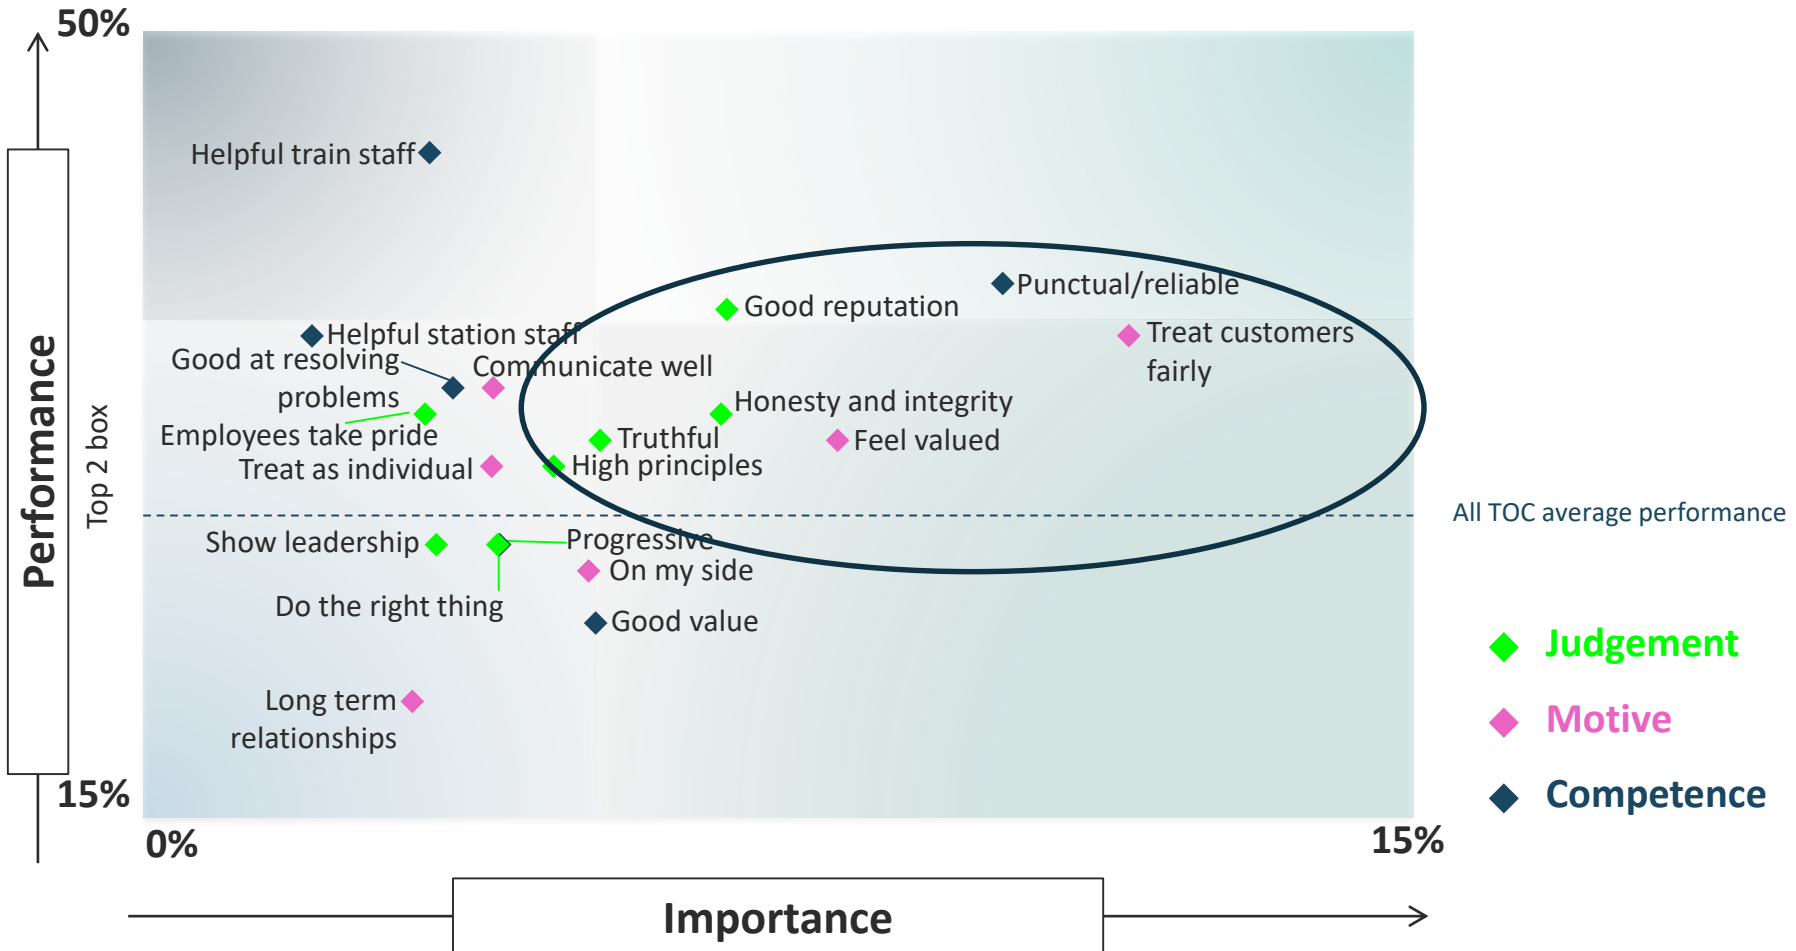 50%
Helpful train staff
Punctual/reliable
Good reputation
Helpful station staff
Treat customers
fairly
Good at resolving
problems
Communicate well
Honesty and integrity
Employees take pride
Truthful
Feel valued
Treat as individual
High principles
Performance
Top 2 box
All TOC average performance
Show leadership
Progressive
On my side
Do the right thing
Good value
Long term
relationships
Judgement
Motive
Competence
15%
0%
15%
Importance